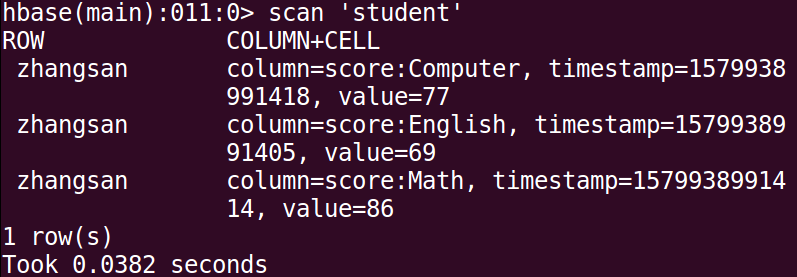 hbase(main):011:0> scan 'student'
ROW COLUMN+CELL
zhangsan column=score:Computer, timestamp=1579938
991418, value=77
zhangsan column=score:English, timestamp=15799389
91405, value=69
zhangsan column=score:Math, timestamp=15799389914
14, value=86
1 row(s)
Took 0.0382 seconds